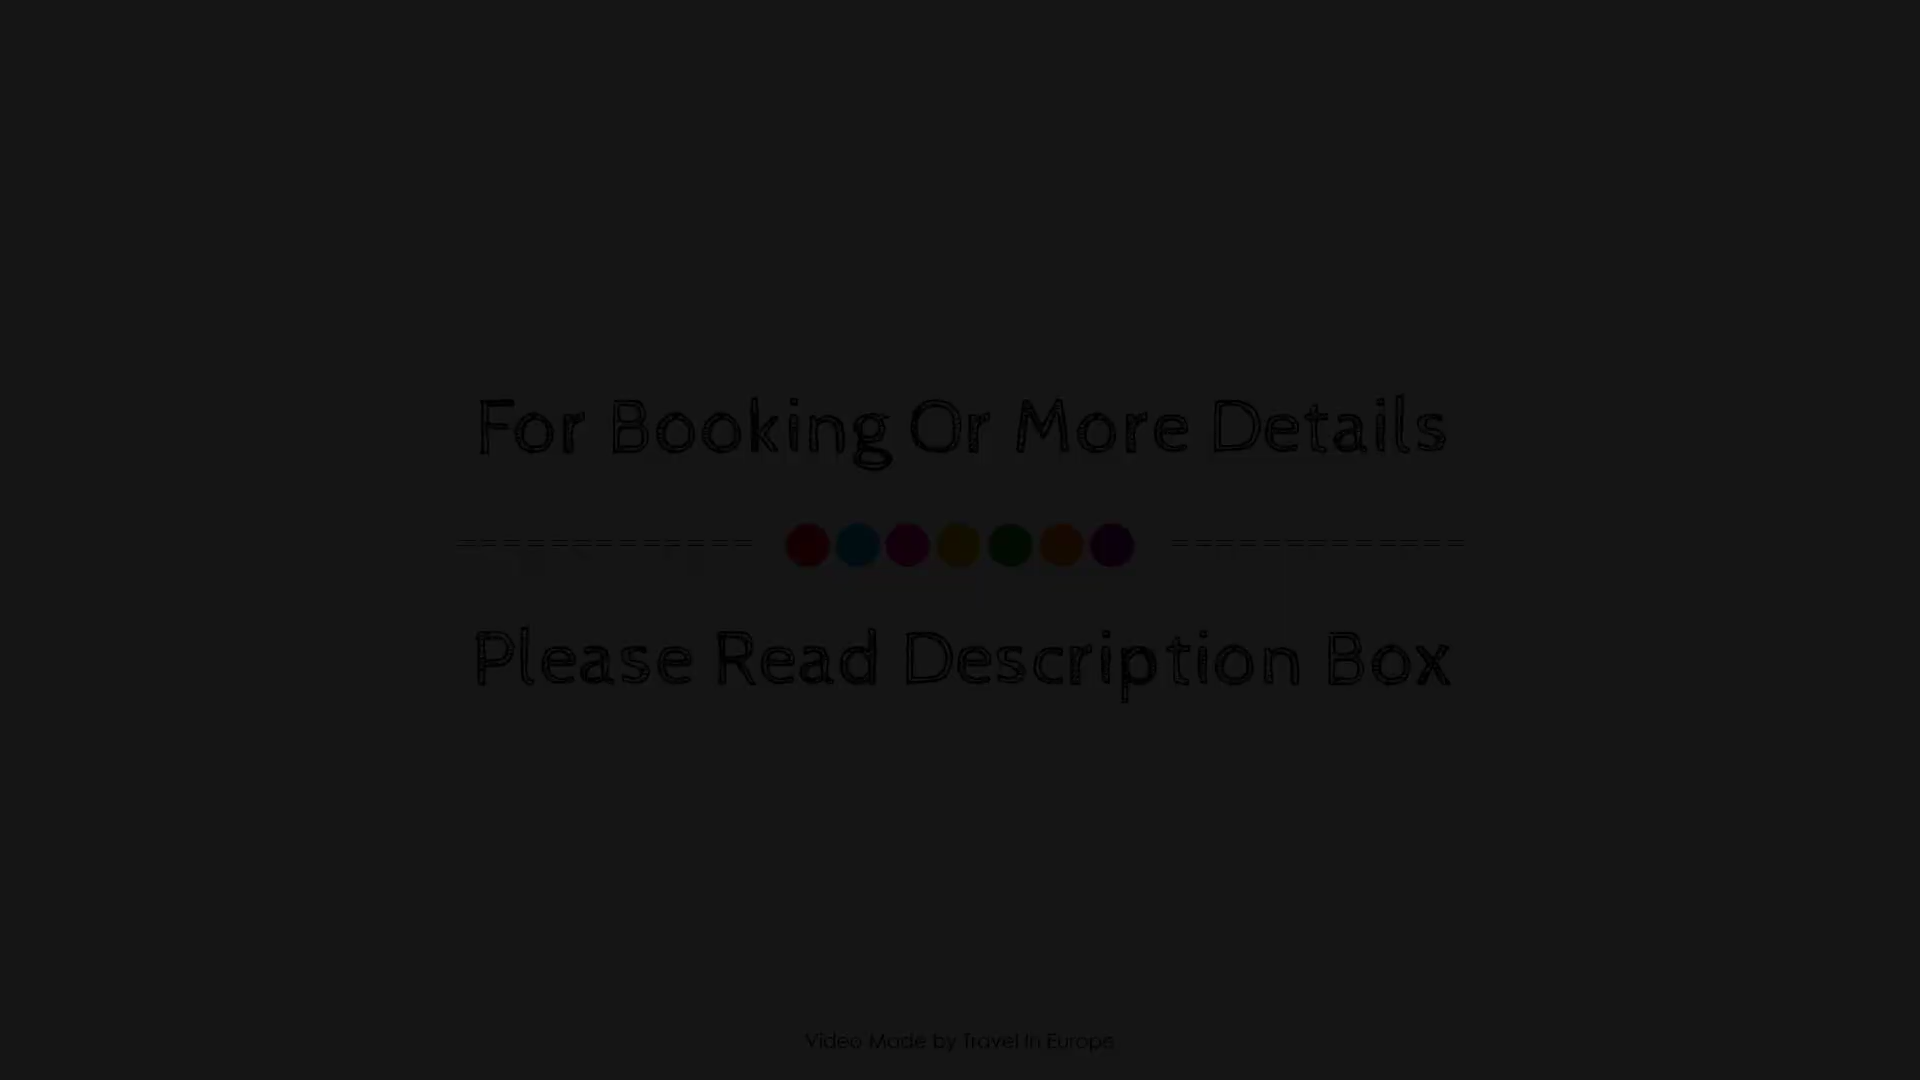 For Booking Or More Details
============= =============
Please Read Description Box
Video Made by Travel In Europe